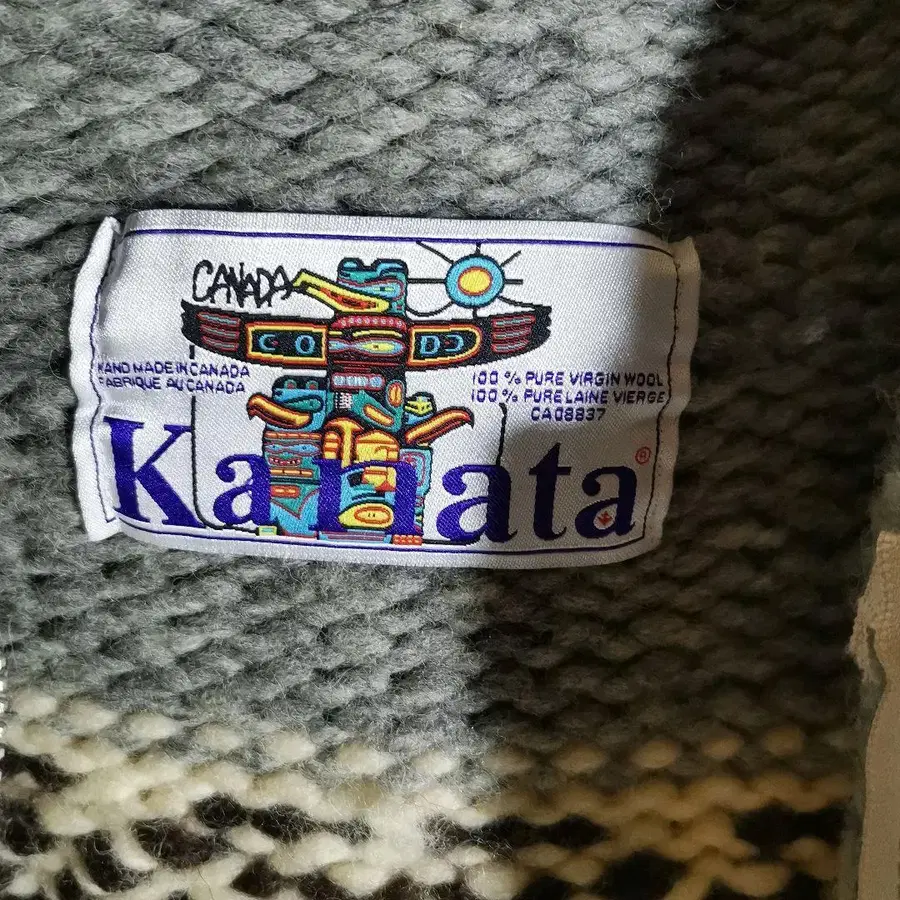 CANADA
HAND MADE IN CANADA
FABRIQUE AU CANADA
100 % PURE VIRGIN WOOL
100 % PURE LAINE VIERGE
CA08837
Kanata
®